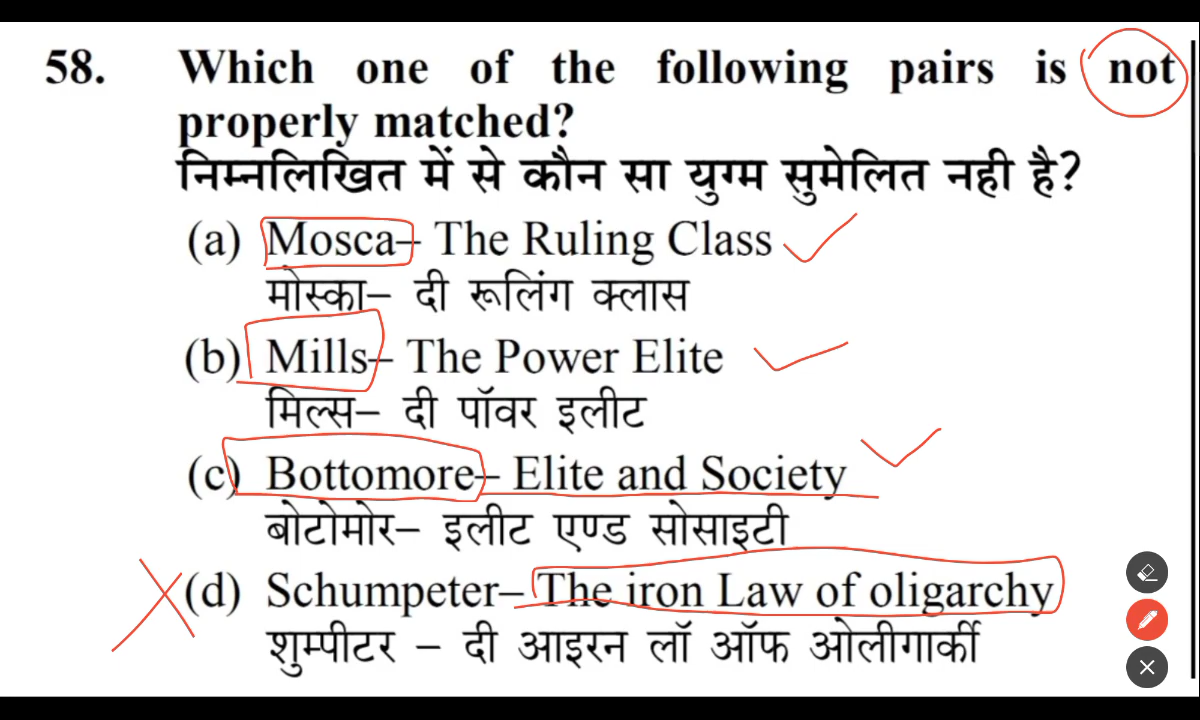 58. Which one of the following pairs is not
properly matched?
निम्नलिखित में से कौन सा युग्म सुमेलित नही है?
(a) Mosca– The Ruling Class
मोस्का– दी रूलिंग क्लास
(b) Mills– The Power Elite
मिल्स– दी पॉवर इलीट
(c) Bottomore– Elite and Society
बोटोमोर– इलीट एण्ड सोसाइटी
(d) Schumpeter– The iron Law of oligarchy
शुम्पीटर – दी आइरन लॉ ऑफ ओलीगार्की